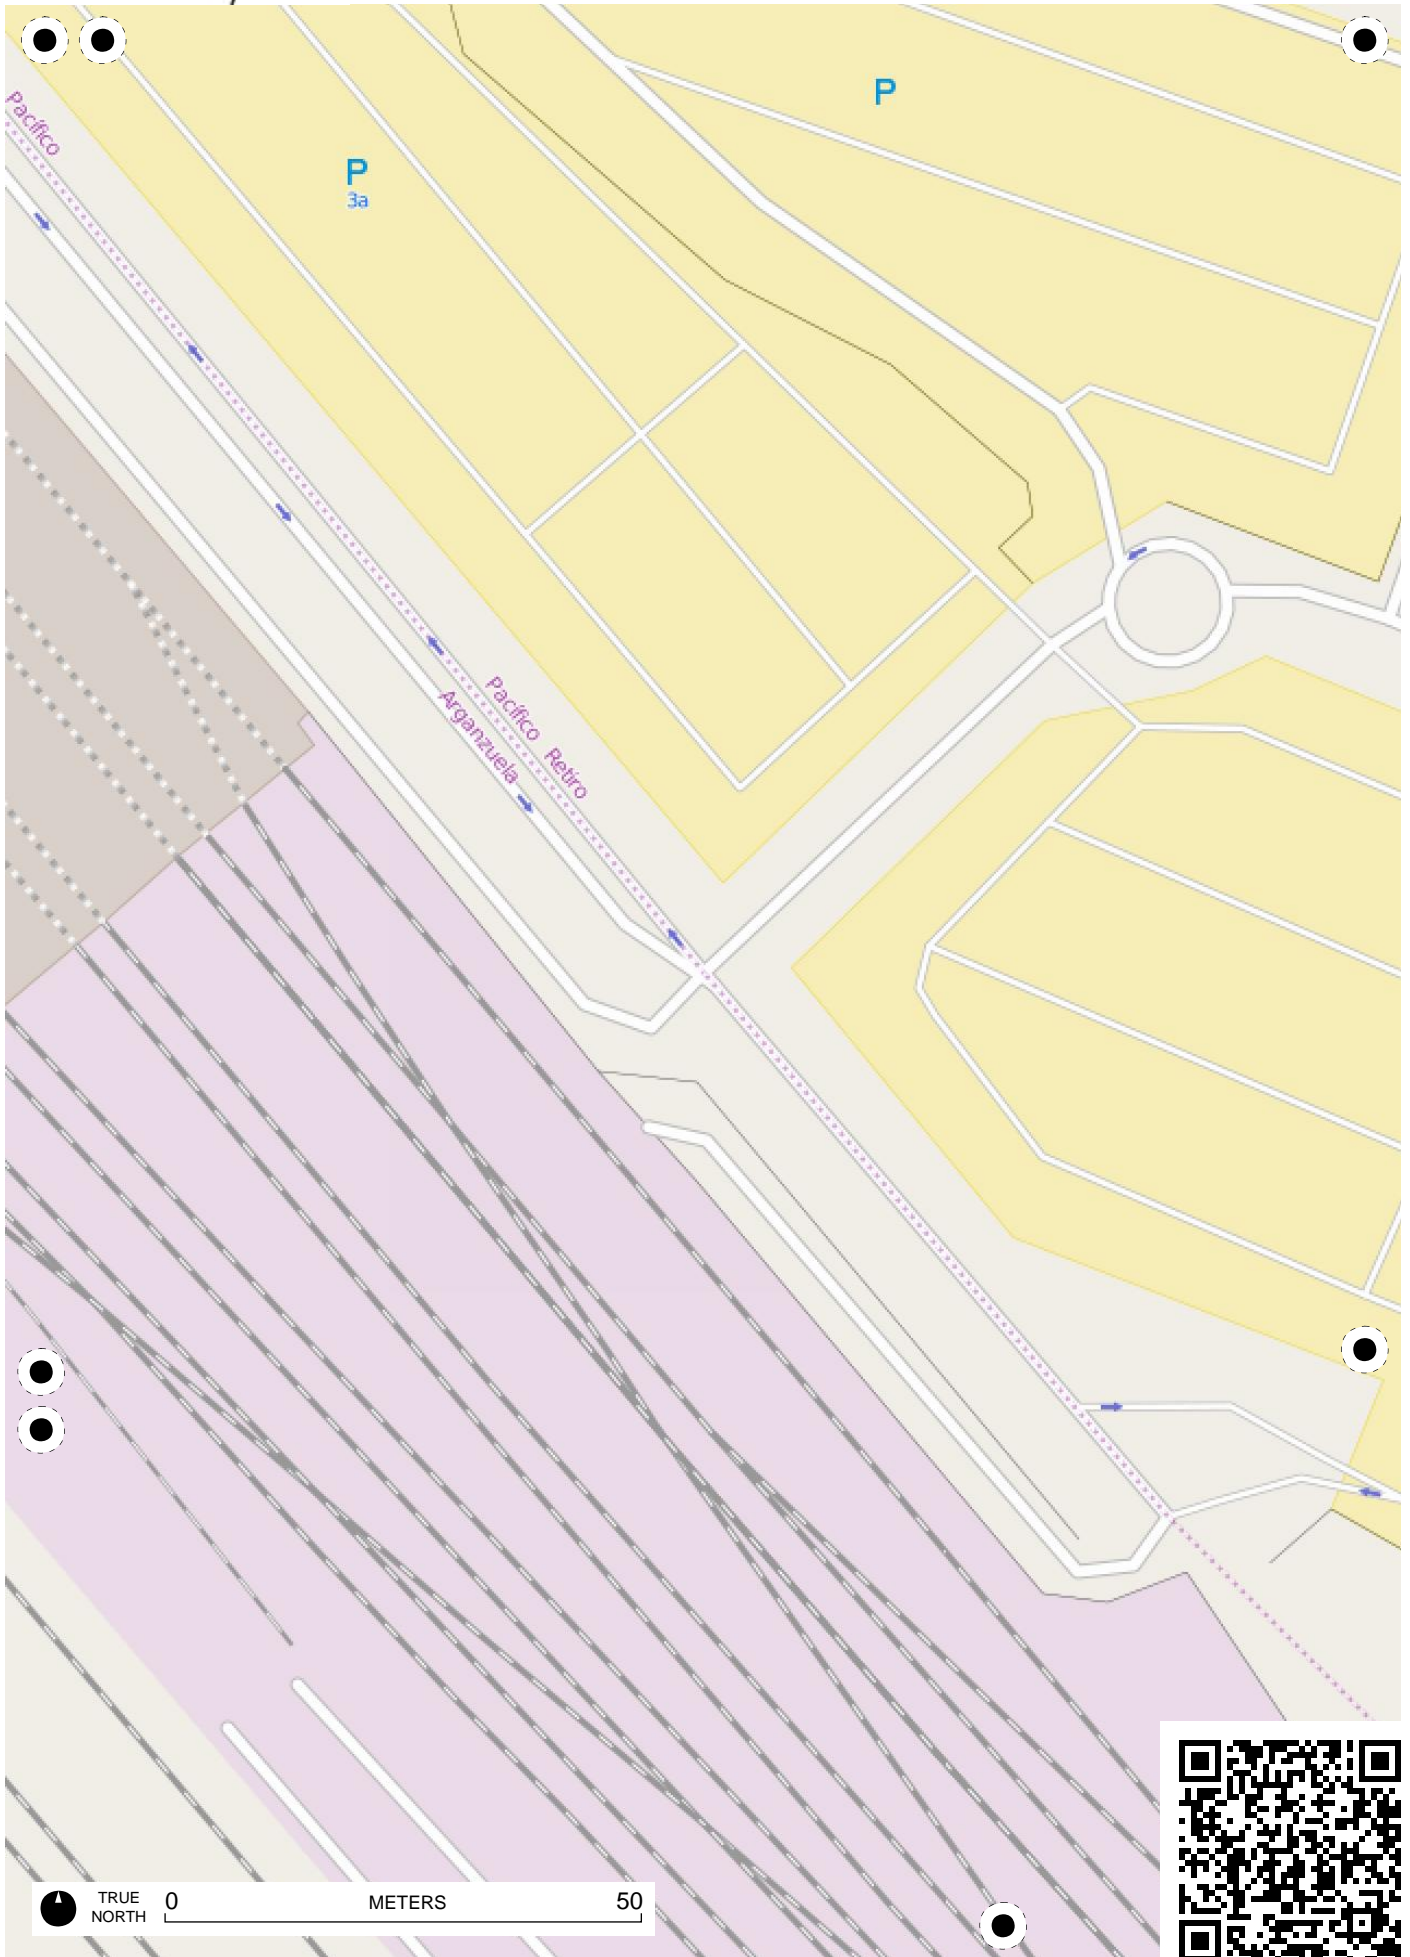 P
Pacífico
P
3a
Pacífico Retiro
Arganzuela
TRUE NORTH
0 METERS 50